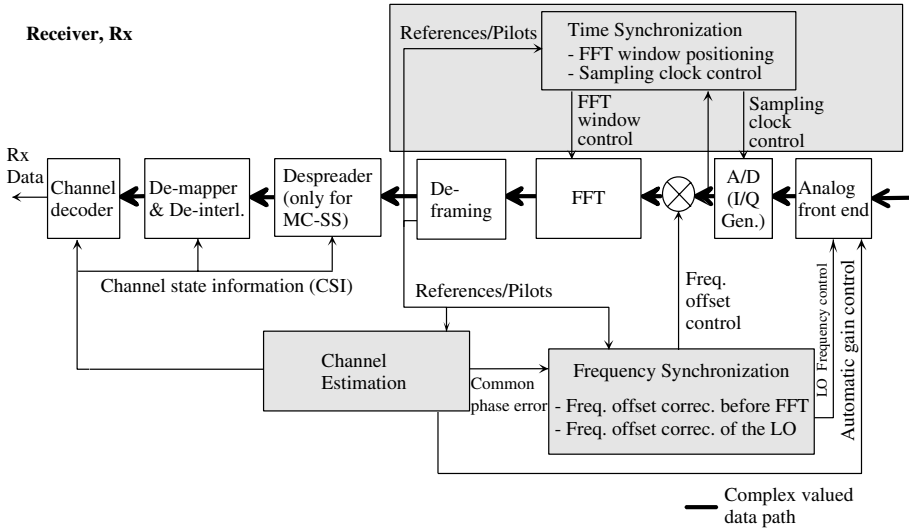 Receiver, Rx
References/Pilots
Time Synchronization
- FFT window positioning
- Sampling clock control
FFT
window
control
Sampling
clock
control
Rx
Data
Channel
decoder
De-mapper
& De-interl.
Despreader
(only for
MC-SS)
De-
framing
FFT
A/D
(I/Q
Gen.)
Analog
front end
Channel state information (CSI)
References/Pilots
Freq.
offset
control
LO Frequency control
Automatic gain control
Channel
Estimation
Common
phase error
Frequency Synchronization
- Freq. offset correc. before FFT
- Freq. offset correc. of the LO
Complex valued
data path